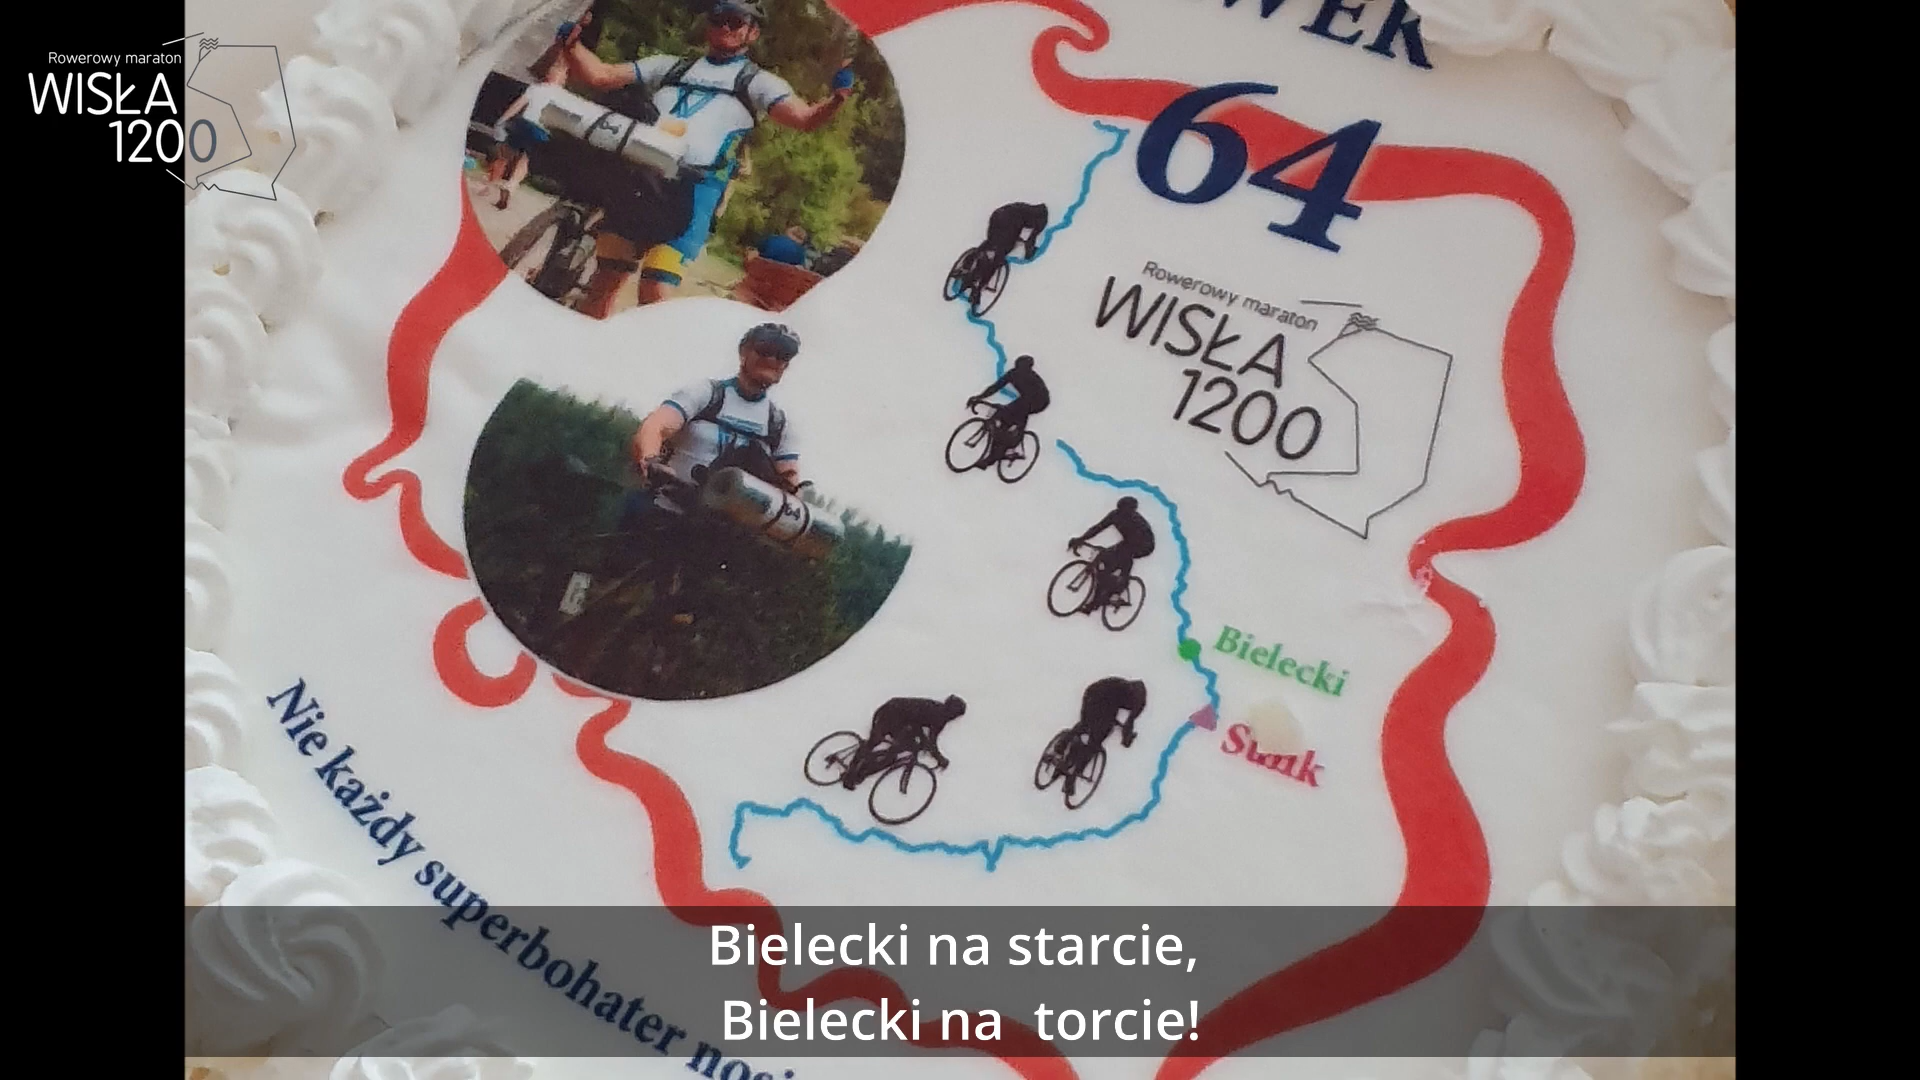 Rowerowy maraton
WISŁA
1200
64
Rowerowy maraton
WISŁA
1200
64
Bielecki
Nie każdy superbohater
Bielecki na starcie,
Bielecki na torcie!